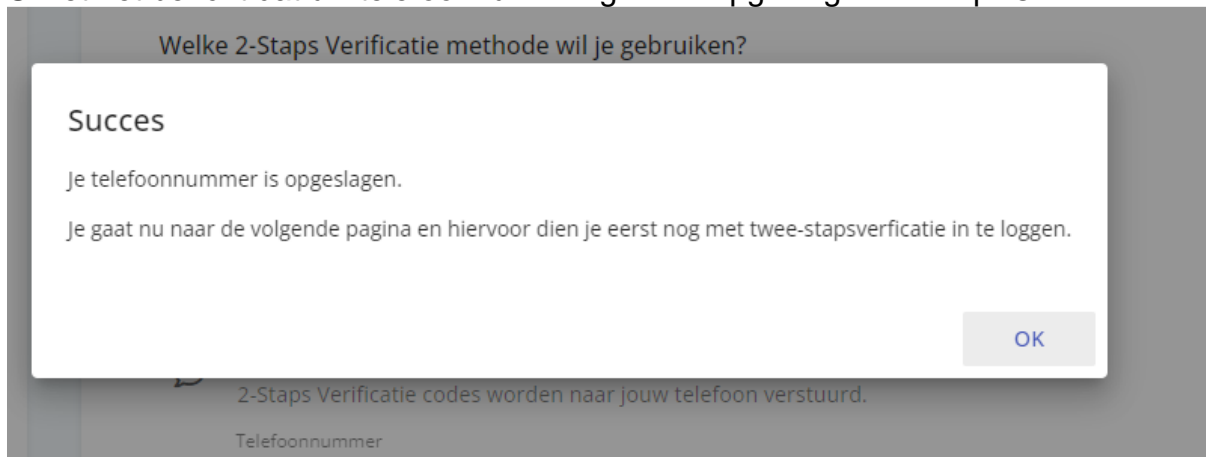 Welke 2-Staps Verificatie methode wil je gebruiken?
Succes
Je telefoonnummer is opgeslagen.
Je gaat nu naar de volgende pagina en hiervoor dien je eerst nog met twee-stapsverficatie in te loggen.
OK
2-Staps Verificatie codes worden naar jouw telefoon verstuurd.
Telefoonnummer